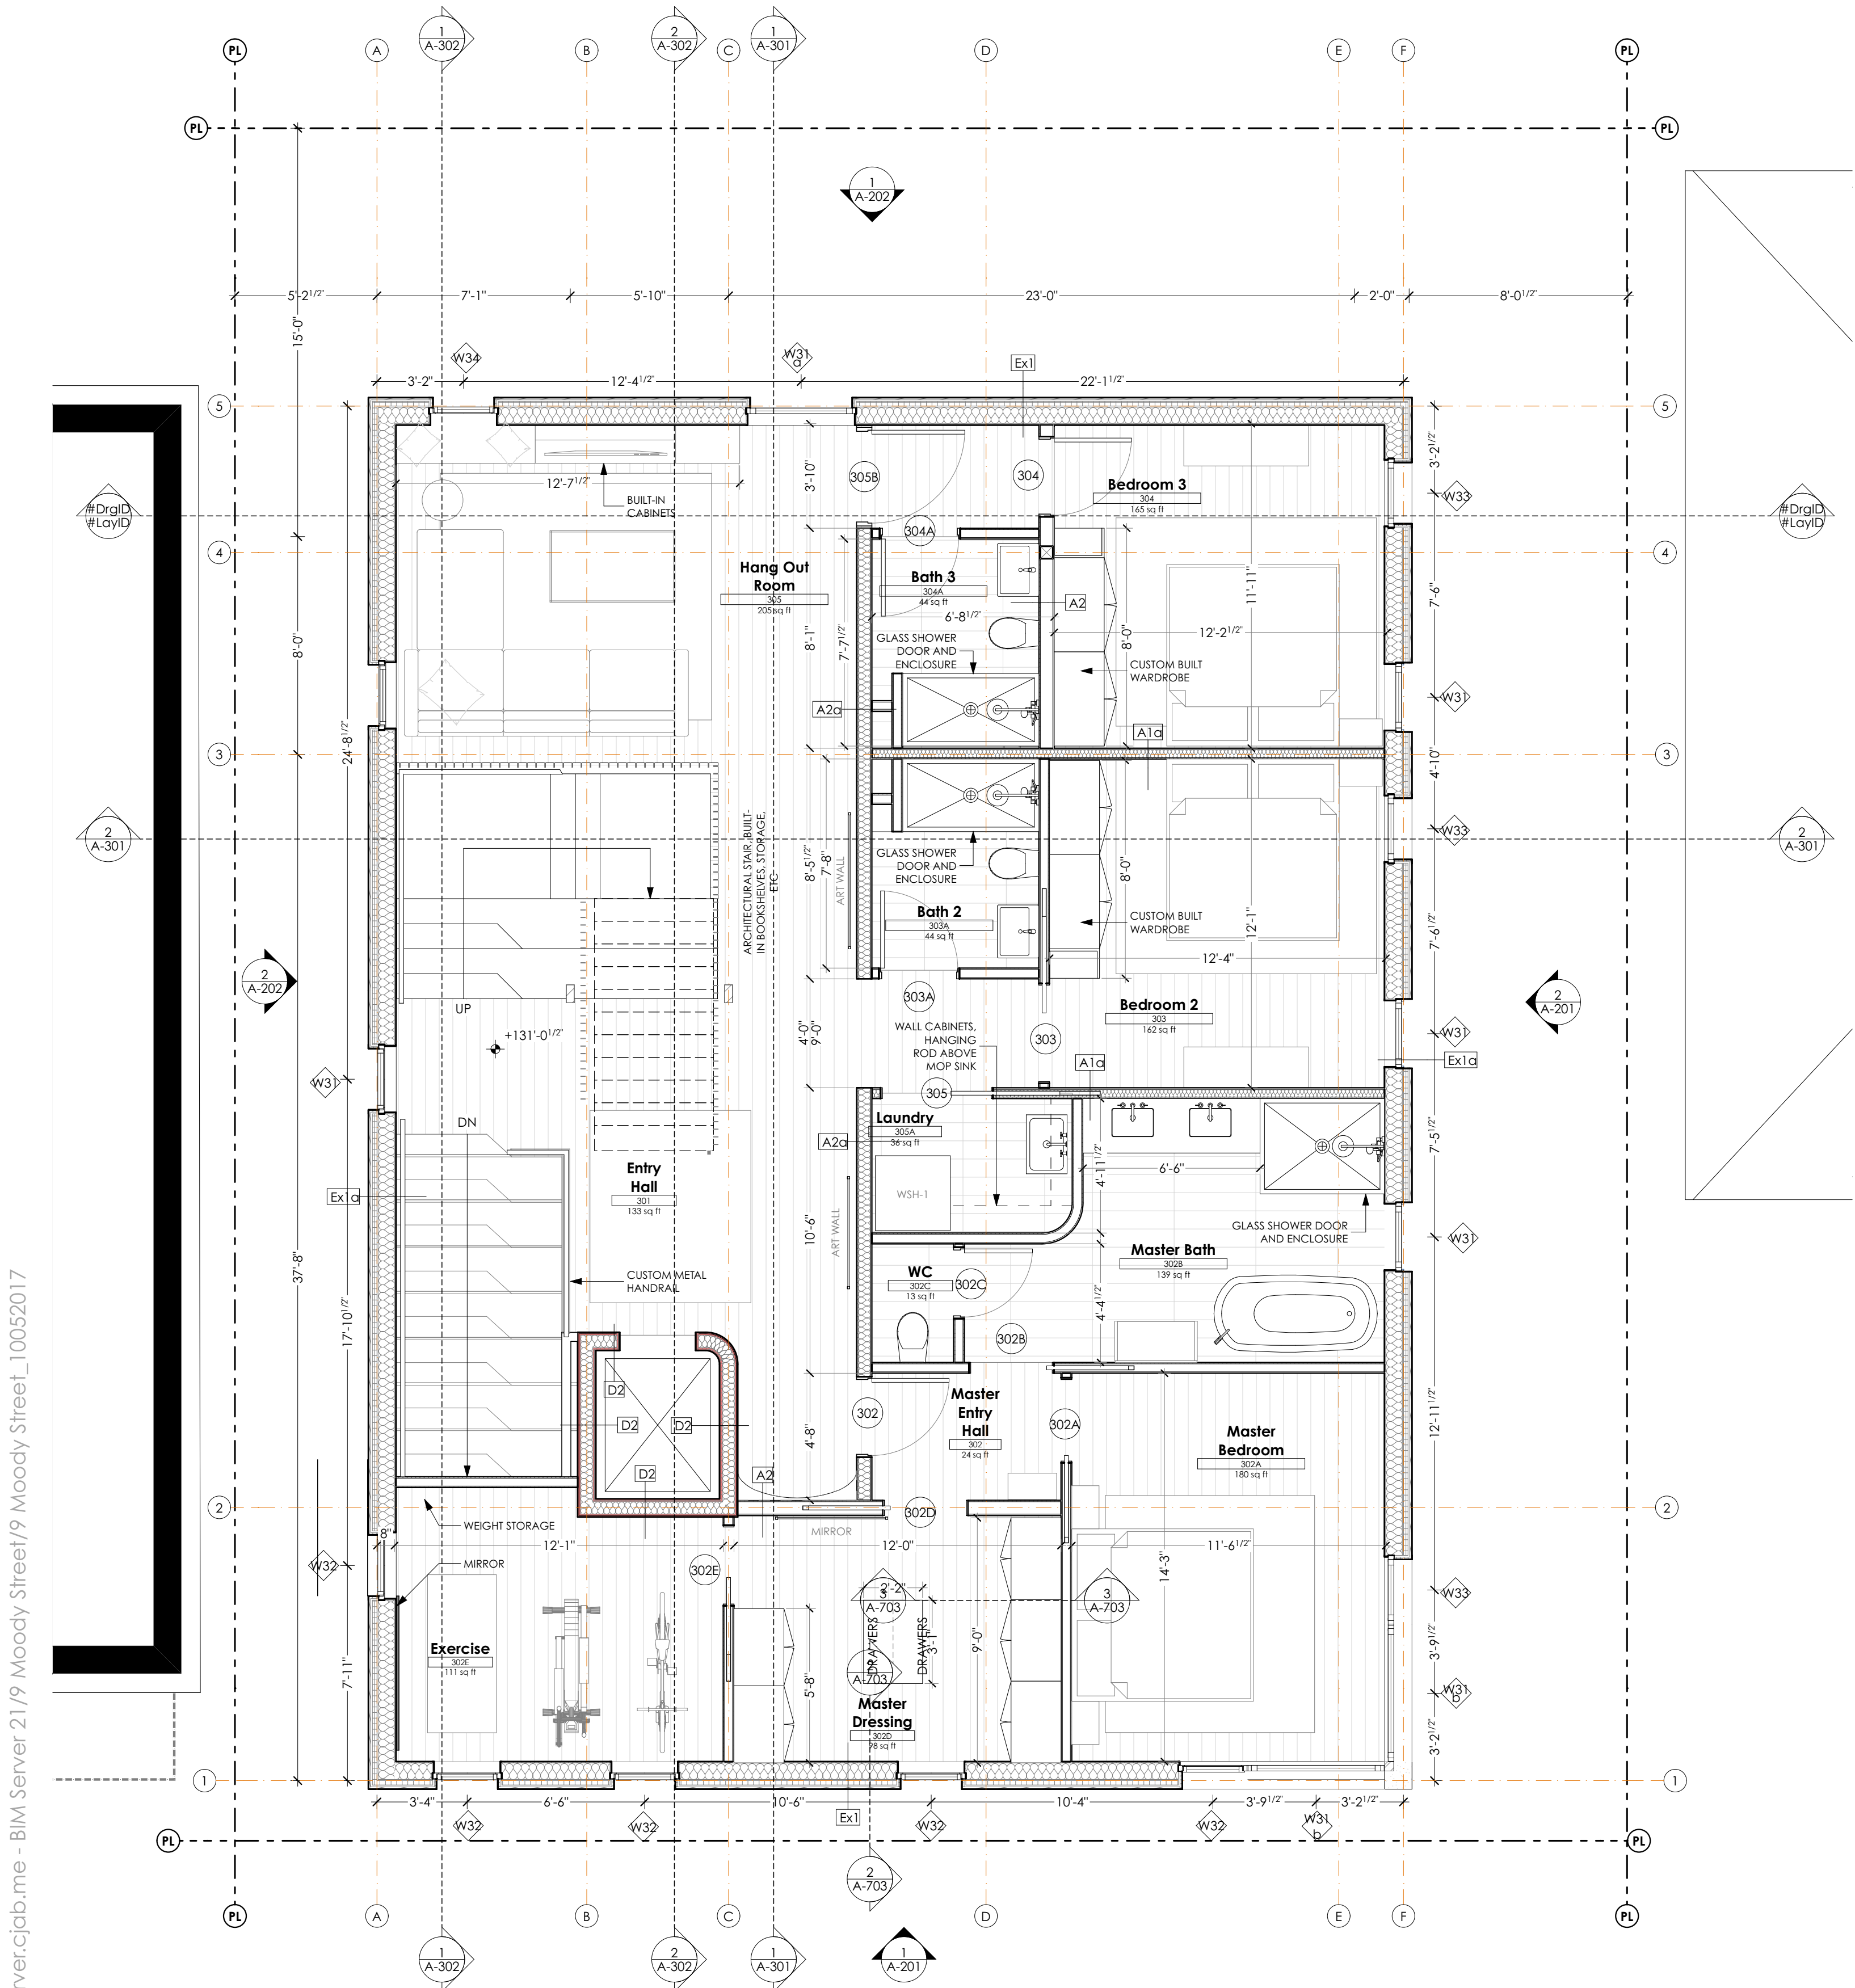 1
A-302
2
A-302
1
A-301
PL
A
B
C
D
E
F
PL
PL
PL
1
A-202
5'-2 1/2"
7'-1"
5'-10"
23'-0"
2'-0"
8'-0 1/2"
15'-0"
W34
W31
a
Ex1
3'-2"
12'-4 1/2"
22'-1 1/2"
5
5
3'-2 1/2"
3'-10"
305B
304
Bedroom 3
304
165 sq ft
W33
12'-7 1/2"
BUILT-IN
CABINETS
#DrgID
#LayID
#DrgID
#LayID
304A
4
4
Hang Out
Room
305
205 sq ft
Bath 3
304A
44 sq ft
A2
6'-8 1/2"
11'-11"
7'-6"
12'-2 1/2"
8'-0"
8'-1"
7'-7 1/2"
8'-0"
GLASS SHOWER
DOOR AND
ENCLOSURE
CUSTOM BUILT
WARDROBE
W31
A2a
A1a
24'-8 1/2"
3
3
4'-10"
2
A-301
2
A-301
W33
ARCHITECTURAL STAIR, BUILT-
IN BOOKSHELVES, STORAGE,
ETC
8'-5 1/2"
7'-8"
ART WALL
GLASS SHOWER
DOOR AND
ENCLOSURE
8'-0"
Bath 2
303A
44 sq ft
CUSTOM BUILT
WARDROBE
12'-1"
7'-6 1/2"
12'-4"
2
A-202
2
A-201
UP
303A
Bedroom 2
303
162 sq ft
+131'-0 1/2"
4'-0"
9'-0"
WALL CABINETS,
HANGING
ROD ABOVE
MOP SINK
303
W31
Ex1a
A1a
W31
305
DN
Laundry
305A
36 sq ft
A2a
7'-5 1/2"
4'-11 1/2"
6'-6"
Entry
Hall
301
133 sq ft
Ex1a
WSH-1
10'-6"
ART WALL
GLASS SHOWER DOOR
AND ENCLOSURE
W31
37'-8"
Master Bath
302B
139 sq ft
WC
302C
13 sq ft
302C
CUSTOM METAL
HANDRAIL
4'-4 1/2"
17'-10 1/2"
302B
D2
D2
D2
D2
302
Master
Entry
Hall
302
24 sq ft
302A
12'-11 1/2"
4'-8"
Master
Bedroom
302A
180 sq ft
A2
2
2
302D
WEIGHT STORAGE
MIRROR
8"
12'-1"
12'-0"
11'-6 1/2"
W32
MIRROR
302E
14'-3"
2'-2"
3
A-703
3
A-703
W33
DRAWERS
DRAWERS
3'-1"
9'-0"
Exercise
302E
111 sq ft
5'-8"
A-703
3'-9 1/2"
7'-11"
W31
b
Master
Dressing
302D
98 sq ft
3'-2 1/2"
1
1
3'-4"
6'-6"
10'-6"
10'-4"
3'-9 1/2"
3'-2 1/2"
Ex1
W32
W32
W32
W32
W31
b
PL
PL
2
A-703
PL
A
B
C
D
E
F
PL
1
A-302
2
A-302
1
A-301
1
A-201
rver.cjab.me - BIM Server 21/9 Moody Street/9 Moody Street_10052017